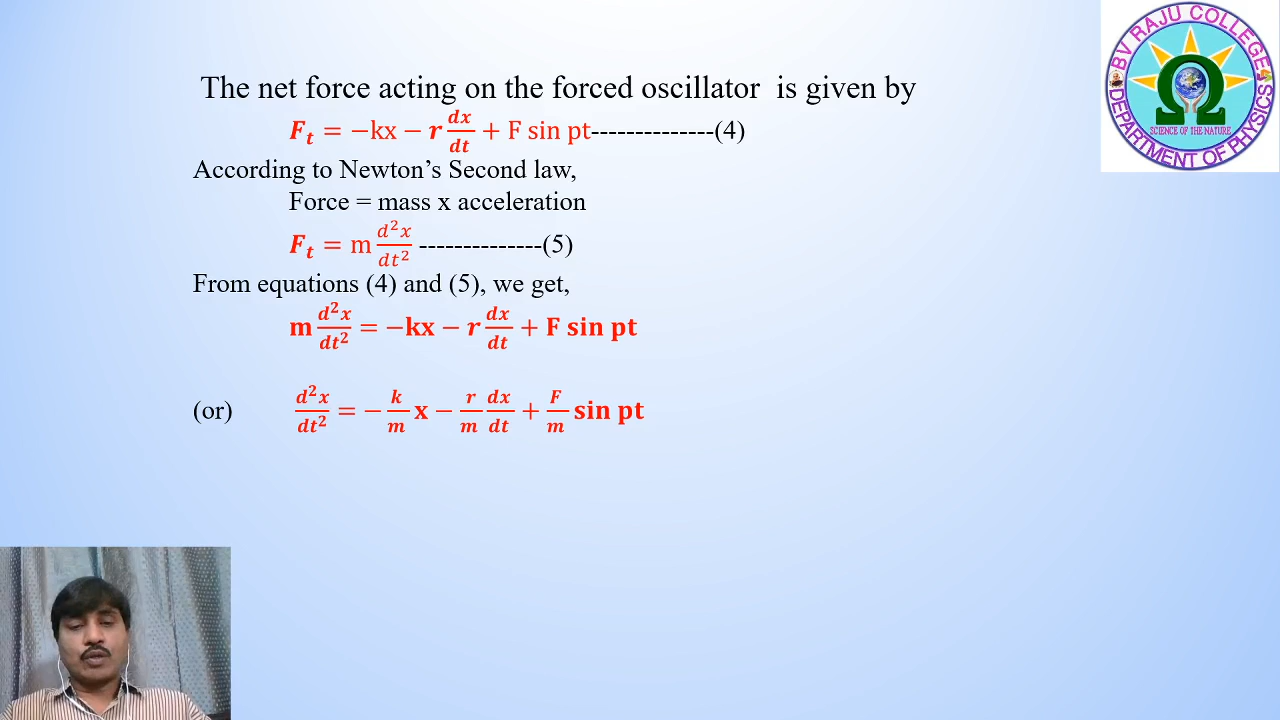 The net force acting on the forced oscillator is given by
𝑭ₜ = −kx − 𝒓 dx/dt + F sin pt--------------(4)
According to Newton’s Second law,
Force = mass x acceleration
𝑭ₜ = m d²x/dt² --------------(5)
From equations (4) and (5), we get,
m d²x/dt² = −kx − r dx/dt + F sin pt
(or) d²x/dt² = − k/m x − r/m dx/dt + F/m sin pt
BV RAJU COLLEGE
SCIENCE OF THE NATURE
DEPARTMENT OF PHYSICS